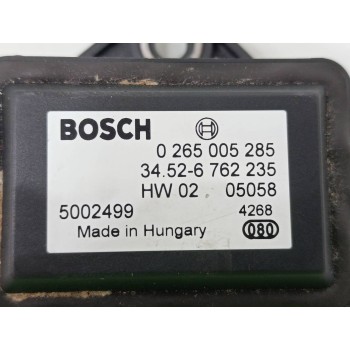 BOSCH
0 265 005 285
34.52-6 762 235
HW 02 05058
5002499 4268
Made in Hungary 080